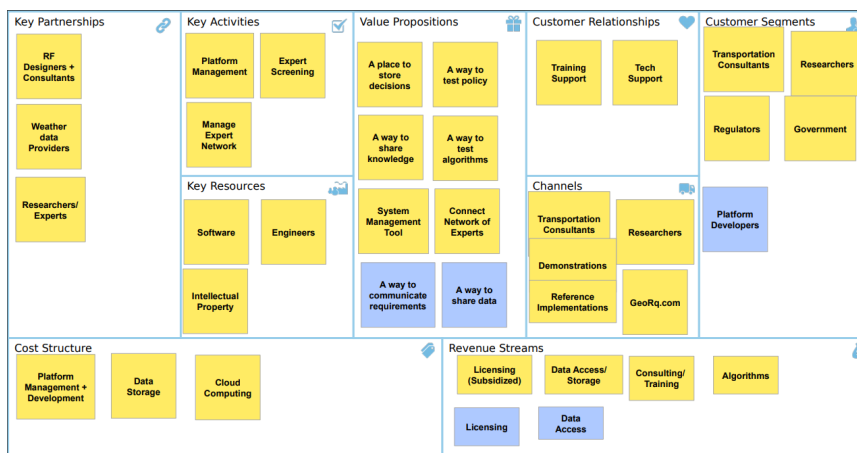 Key Partnerships
RF
Designers +
Consultants
Weather
data
Providers
Researchers/
Experts
Key Activities
Platform
Management
Expert
Screening
Manage
Expert
Network
Key Resources
Software
Engineers
Intellectual
Property
Value Propositions
A place to
store
decisions
A way to
test policy
A way to
share
knowledge
A way to
test
algorithms
System
Management
Tool
Connect
Network of
Experts
A way to
communicate
requirements
A way to
share data
Customer Relationships
Training
Support
Tech
Support
Channels
Transportation
Consultants
Researchers
Demonstrations
Reference
Implementations
GeoRq.com
Customer Segments
Transportation
Consultants
Researchers
Regulators
Government
Platform
Developers
Cost Structure
Platform
Management +
Development
Data
Storage
Cloud
Computing
Revenue Streams
Licensing
(Subsidized)
Data Access/
Storage
Consulting/
Training
Algorithms
Licensing
Data
Access